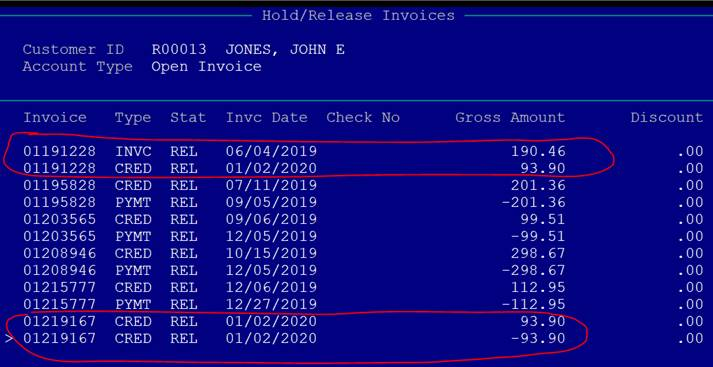 Hold/Release Invoices
Customer ID R00013 JONES, JOHN E
Account Type Open Invoice
Invoice Type Stat Invc Date Check No Gross Amount Discount
01191228 INVC REL 06/04/2019 190.46 .00
01191228 CRED REL 01/02/2020 93.90 .00
01195828 CRED REL 07/11/2019 201.36 .00
01195828 PYMT REL 09/05/2019 -201.36 .00
01203565 CRED REL 09/06/2019 99.51 .00
01203565 PYMT REL 12/05/2019 -99.51 .00
01208946 CRED REL 10/15/2019 298.67 .00
01208946 PYMT REL 12/05/2019 -298.67 .00
01215777 CRED REL 12/06/2019 112.95 .00
01215777 PYMT REL 12/27/2019 -112.95 .00
01219167 CRED REL 01/02/2020 93.90 .00
> 01219167 CRED REL 01/02/2020 -93.90 .00